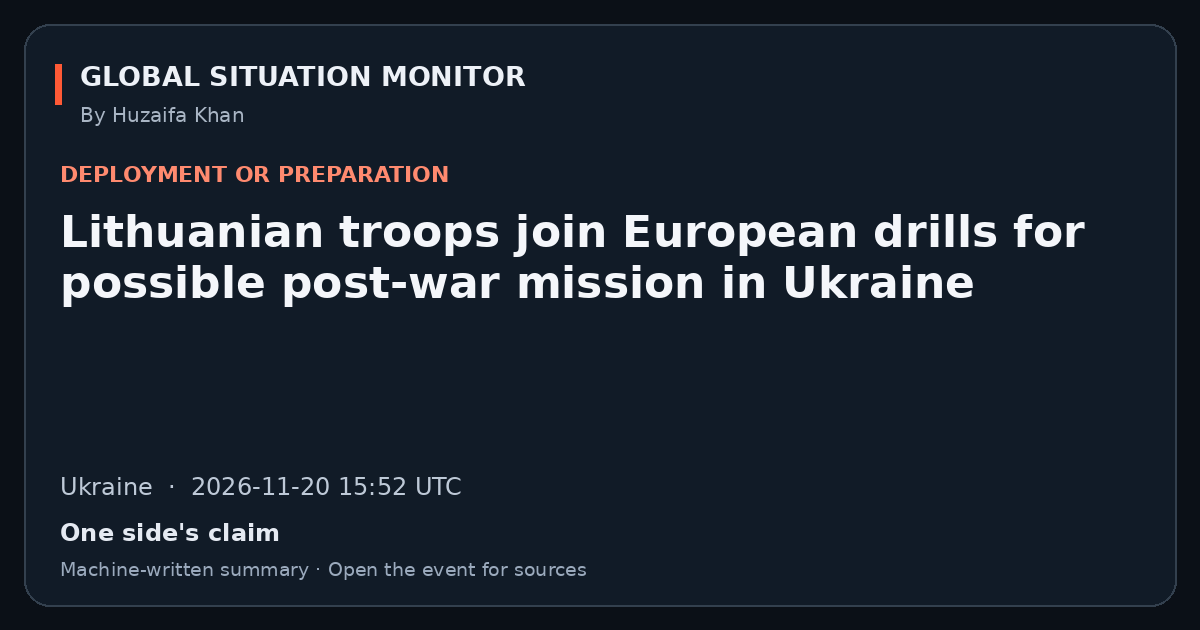 GLOBAL SITUATION MONITOR
By Huzaifa Khan
DEPLOYMENT OR PREPARATION
Lithuanian troops join European drills for
possible post-war mission in Ukraine
Ukraine · 2026-11-20 15:52 UTC
One side's claim
Machine-written summary · Open the event for sources